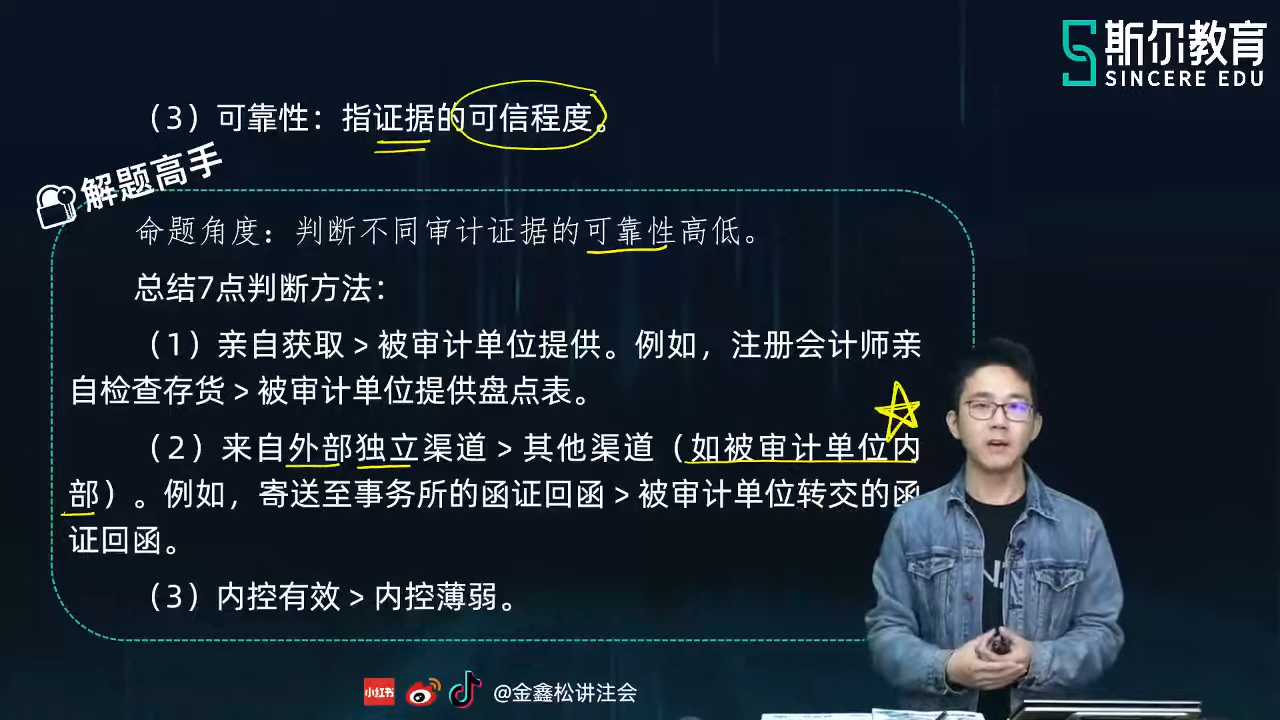 斯尔教育
SINCERE EDU
（3）可靠性：指证据的可信程度。
解题高手
命题角度：判断不同审计证据的可靠性高低。
总结7点判断方法：
（1）亲自获取＞被审计单位提供。例如，注册会计师亲
自检查存货＞被审计单位提供盘点表。
（2）来自外部独立渠道＞其他渠道（如被审计单位内
部）。例如，寄送至事务所的函证回函＞被审计单位转交的函
证回函。
（3）内控有效＞内控薄弱。
小红书
@金鑫松讲注会